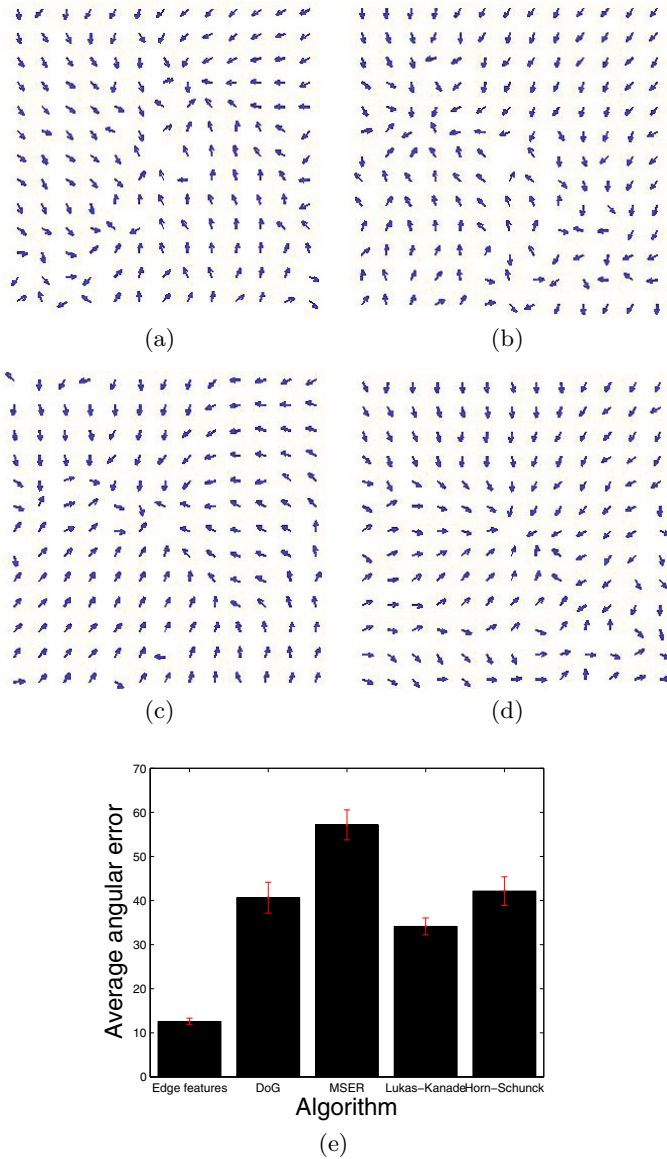 (a)
(b)
(c)
(d)
70
60
50
40
30
20
10
0
Average angular error
Edge features
DoG
MSER
Lukas–Kanade
Horn–Schunck
Algorithm
(e)